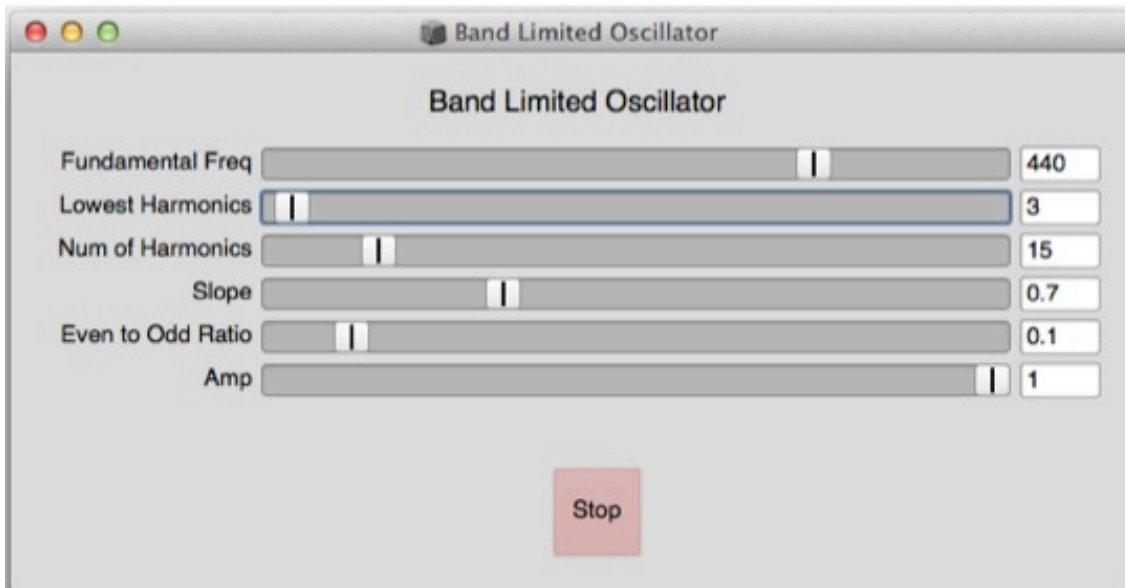 Band Limited Oscillator
Band Limited Oscillator
Fundamental Freq 440
Lowest Harmonics 3
Num of Harmonics 15
Slope 0.7
Even to Odd Ratio 0.1
Amp 1
Stop